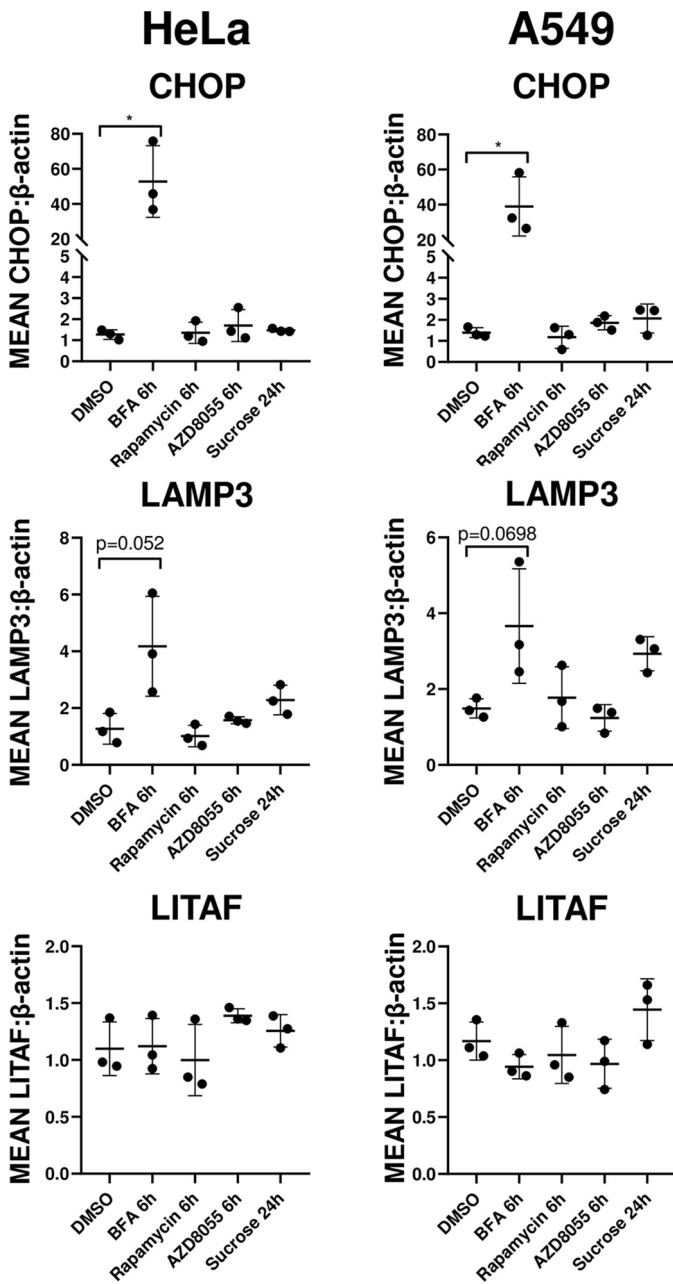 HeLa
A549
CHOP
MEAN CHOP:β-actin
80
60
40
20
5
4
3
2
1
0
*
DMSO
BFA 6h
Rapamycin 6h
AZD8055 6h
Sucrose 24h
CHOP
MEAN CHOP:β-actin
80
60
40
20
5
4
3
2
1
0
*
DMSO
BFA 6h
Rapamycin 6h
AZD8055 6h
Sucrose 24h
LAMP3
MEAN LAMP3:β-actin
8
6
4
2
0
p=0.052
DMSO
BFA 6h
Rapamycin 6h
AZD8055 6h
Sucrose 24h
LAMP3
MEAN LAMP3:β-actin
6
4
2
0
p=0.0698
DMSO
BFA 6h
Rapamycin 6h
AZD8055 6h
Sucrose 24h
LITAF
MEAN LITAF:β-actin
2.0
1.5
1.0
0.5
0.0
DMSO
BFA 6h
Rapamycin 6h
AZD8055 6h
Sucrose 24h
LITAF
MEAN LITAF:β-actin
2.0
1.5
1.0
0.5
0.0
DMSO
BFA 6h
Rapamycin 6h
AZD8055 6h
Sucrose 24h